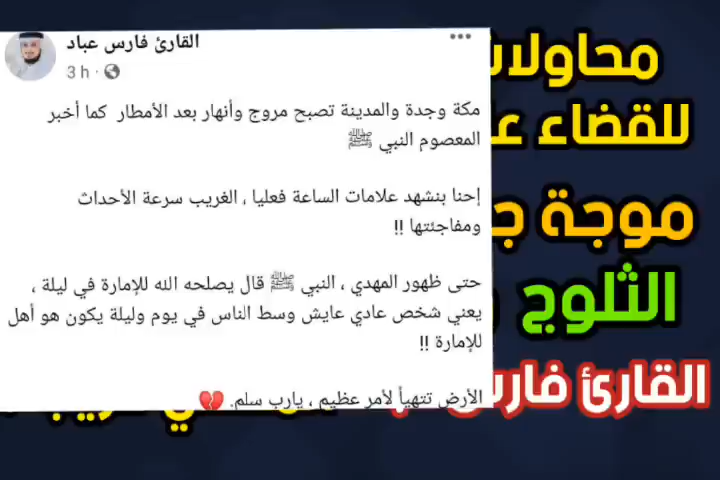 القارئ فارس عباد
3 h ·
مكة وجدة والمدينة تصبح مروج وأنهار بعد الأمطار كما أخبر
المعصوم النبي ﷺ
إحنا بنشهد علامات الساعة فعليا ، الغريب سرعة الأحداث
ومفاجئتها !!
حتى ظهور المهدي ، النبي ﷺ قال يصلحه الله للإمارة في ليلة ،
يعني شخص عادي عايش وسط الناس في يوم وليلة يكون هو أهل
للإمارة !!
الأرض تتهيأ لأمر عظيم ، يارب سلم. 💔
للقضاء
موجة
الثلوج
القارئ